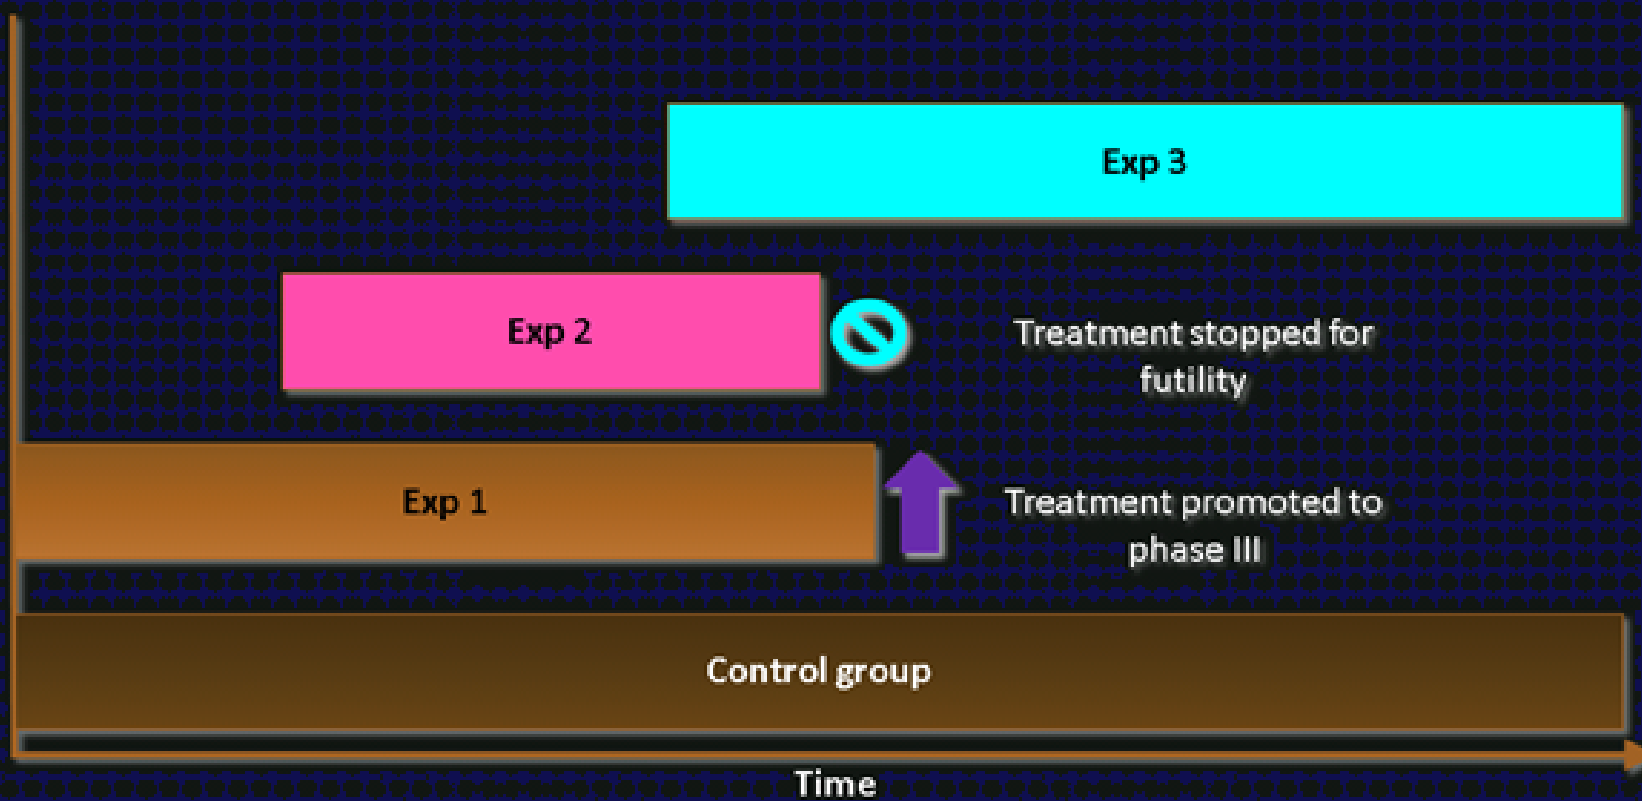 Exp 3
Exp 2
Treatment stopped for
futility
Exp 1
Treatment promoted to
phase III
Control group
Time